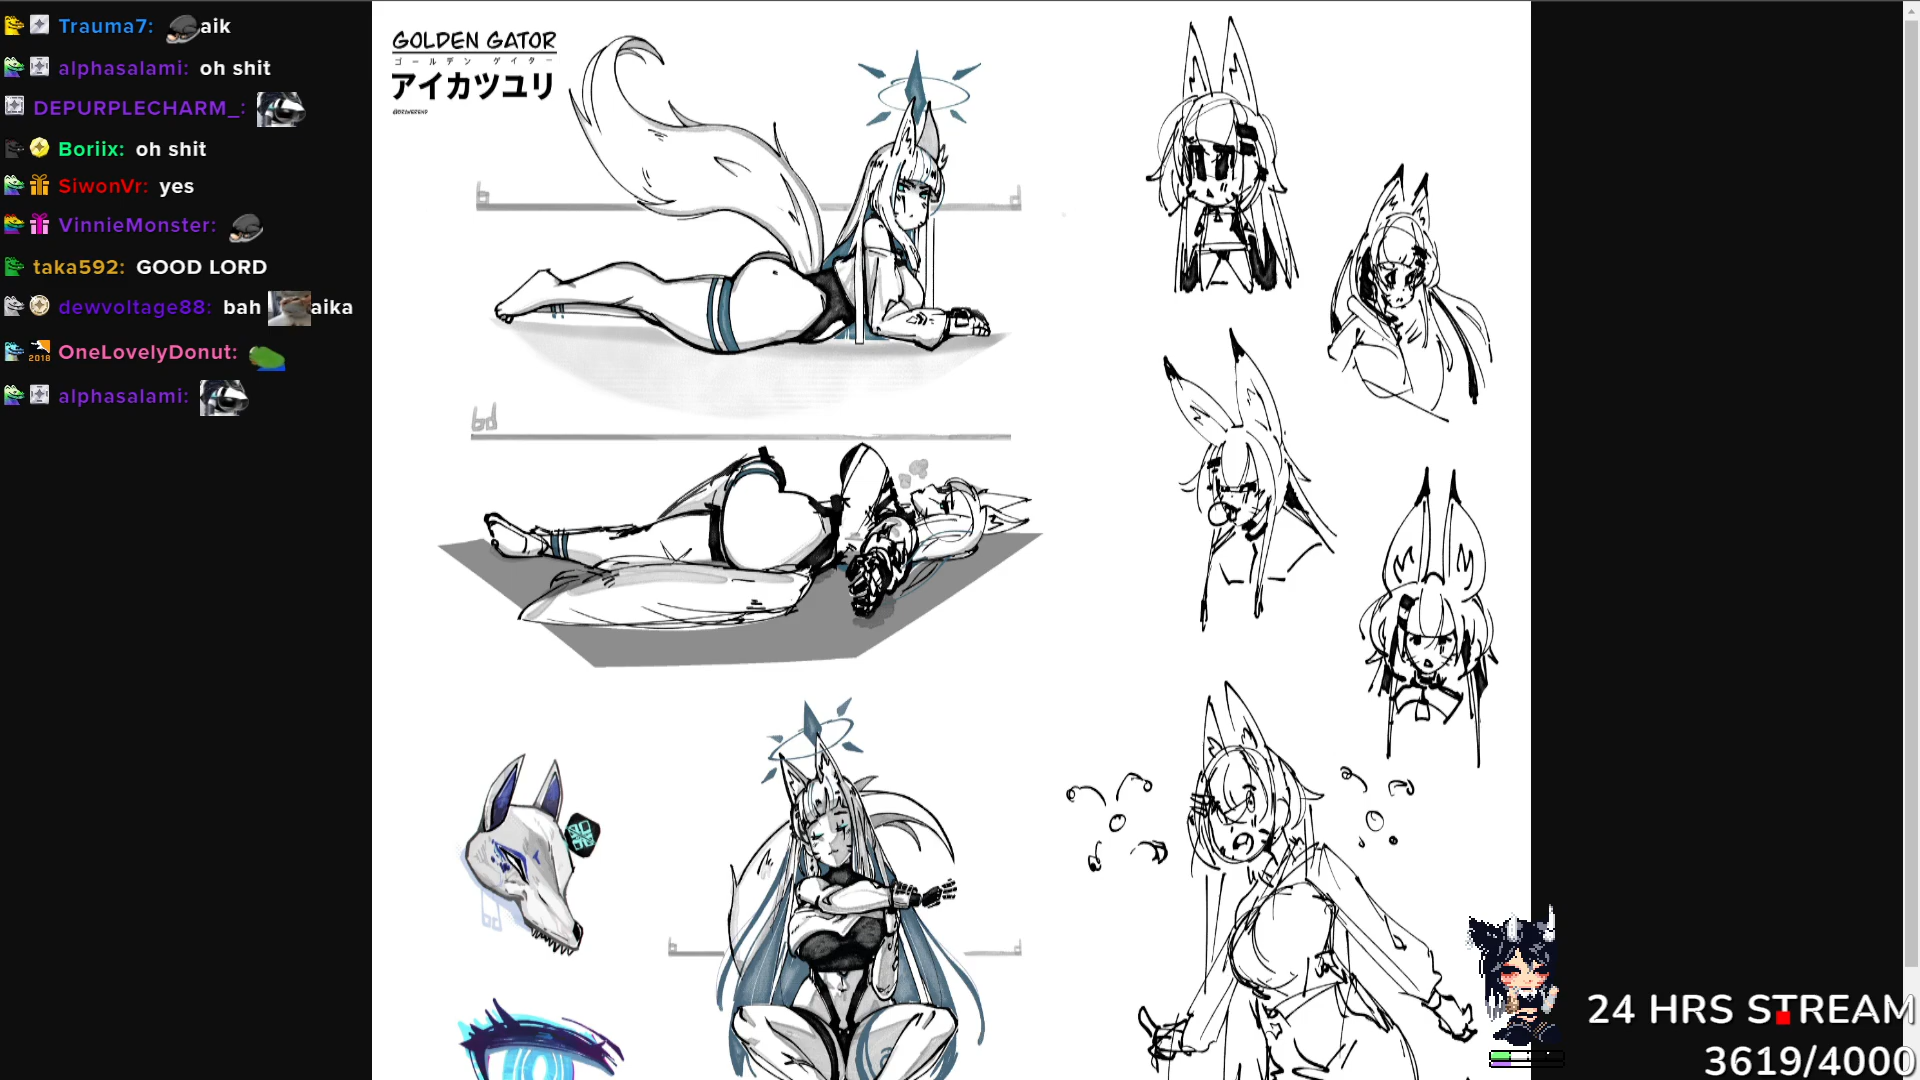 Trauma7: aik
alphasalami: oh shit
DEPURPLECHARM_:
Boriix: oh shit
SiwonVr: yes
VinnieMonster:
taka592: GOOD LORD
dewvoltage88: bah aika
2018 OneLovelyDonut:
alphasalami:
GOLDEN GATOR
ゴールデン ゲイター
アイカツユリ
bd
24 HRS STREAM
3619/4000